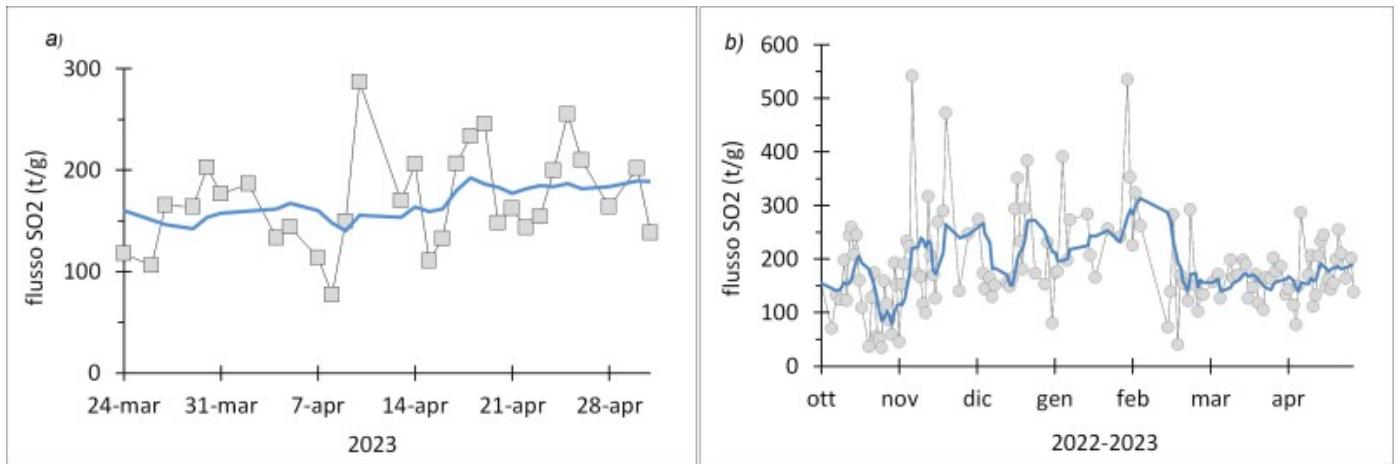 a)
flusso SO2 (t/g)
300
200
100
0
24-mar 31-mar 7-apr 14-apr 21-apr 28-apr
2023
b)
flusso SO2 (t/g)
600
500
400
300
200
100
0
ott nov dic gen feb mar apr
2022-2023